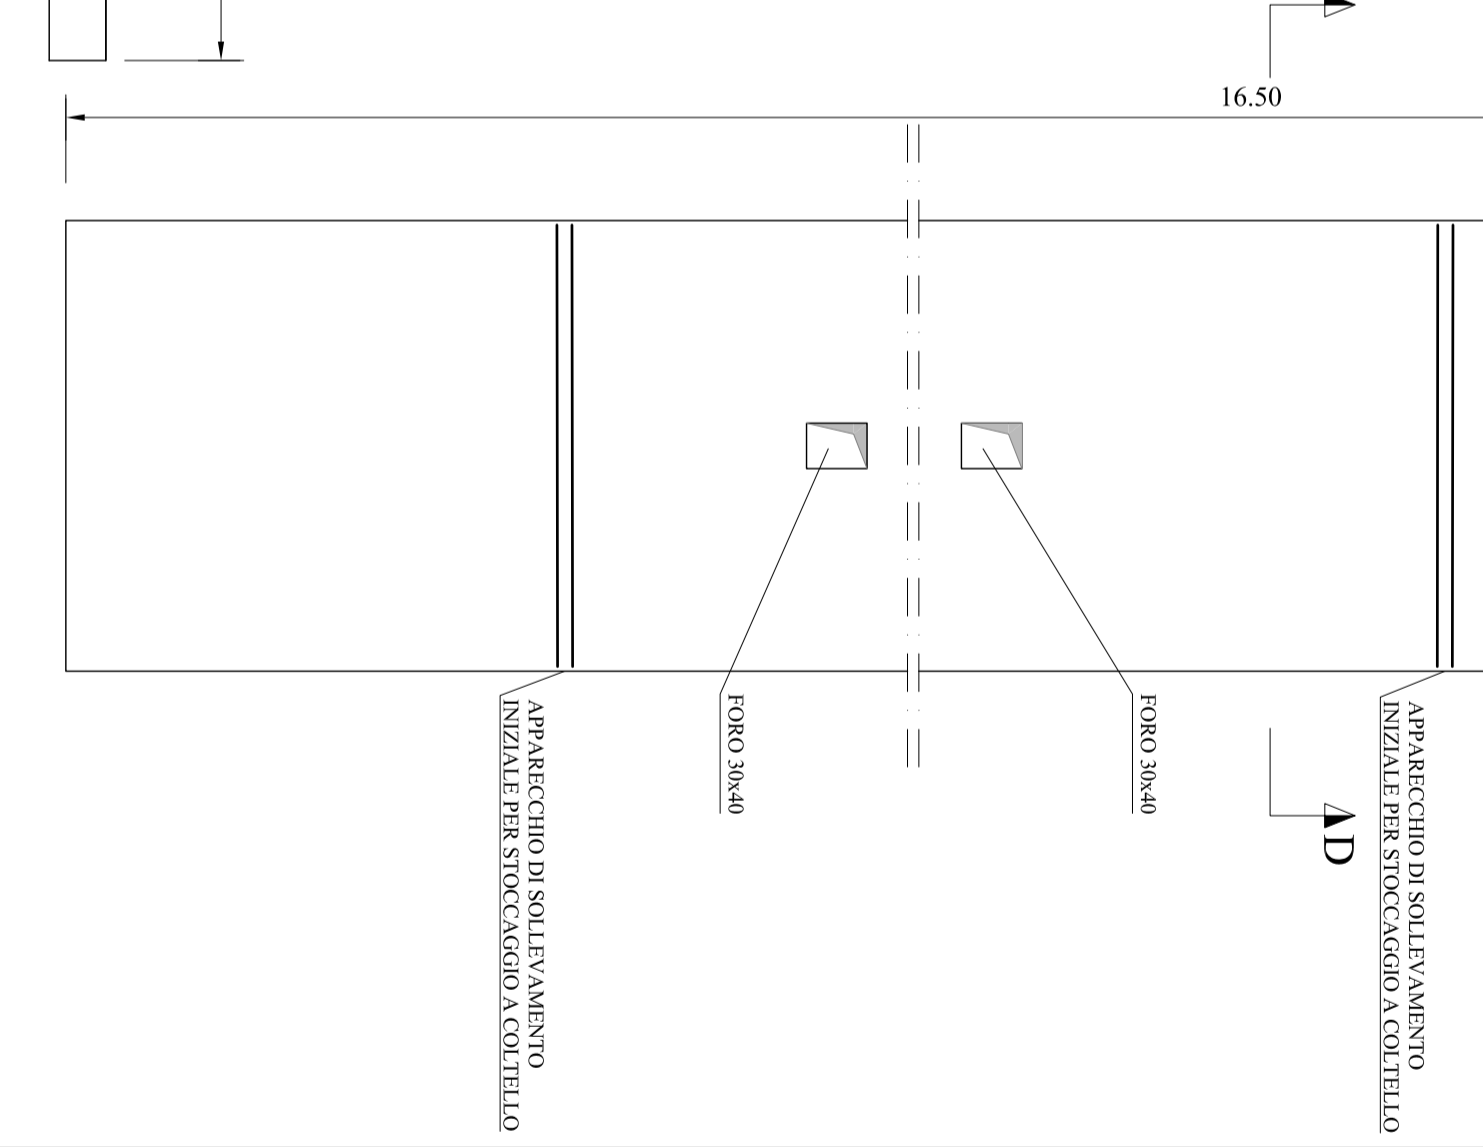 16.50
FORO 30x40
FORO 30x40
D
APPARECCHIO DI SOLLEVAMENTO
INIZIALE PER STOCCAGGIO A COLTELLO
APPARECCHIO DI SOLLEVAMENTO
INIZIALE PER STOCCAGGIO A COLTELLO